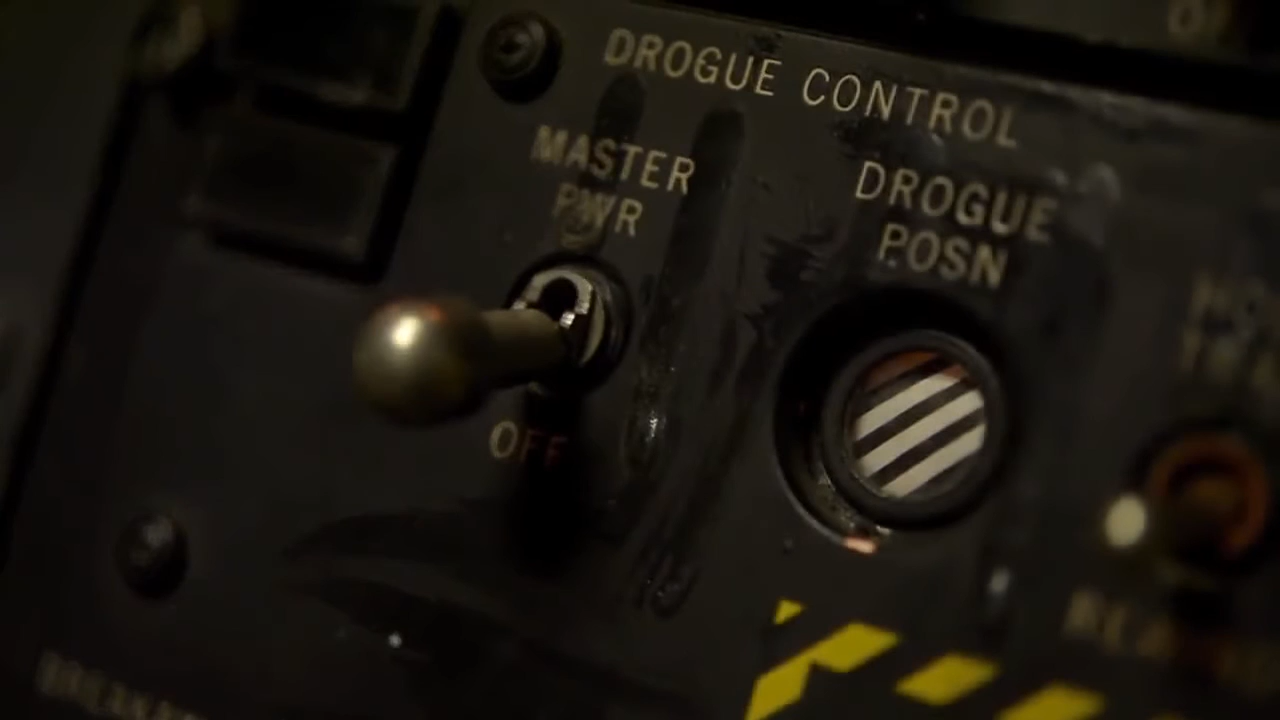 DROGUE CONTROL
MASTER
PWR
DROGUE
POSN
OFF